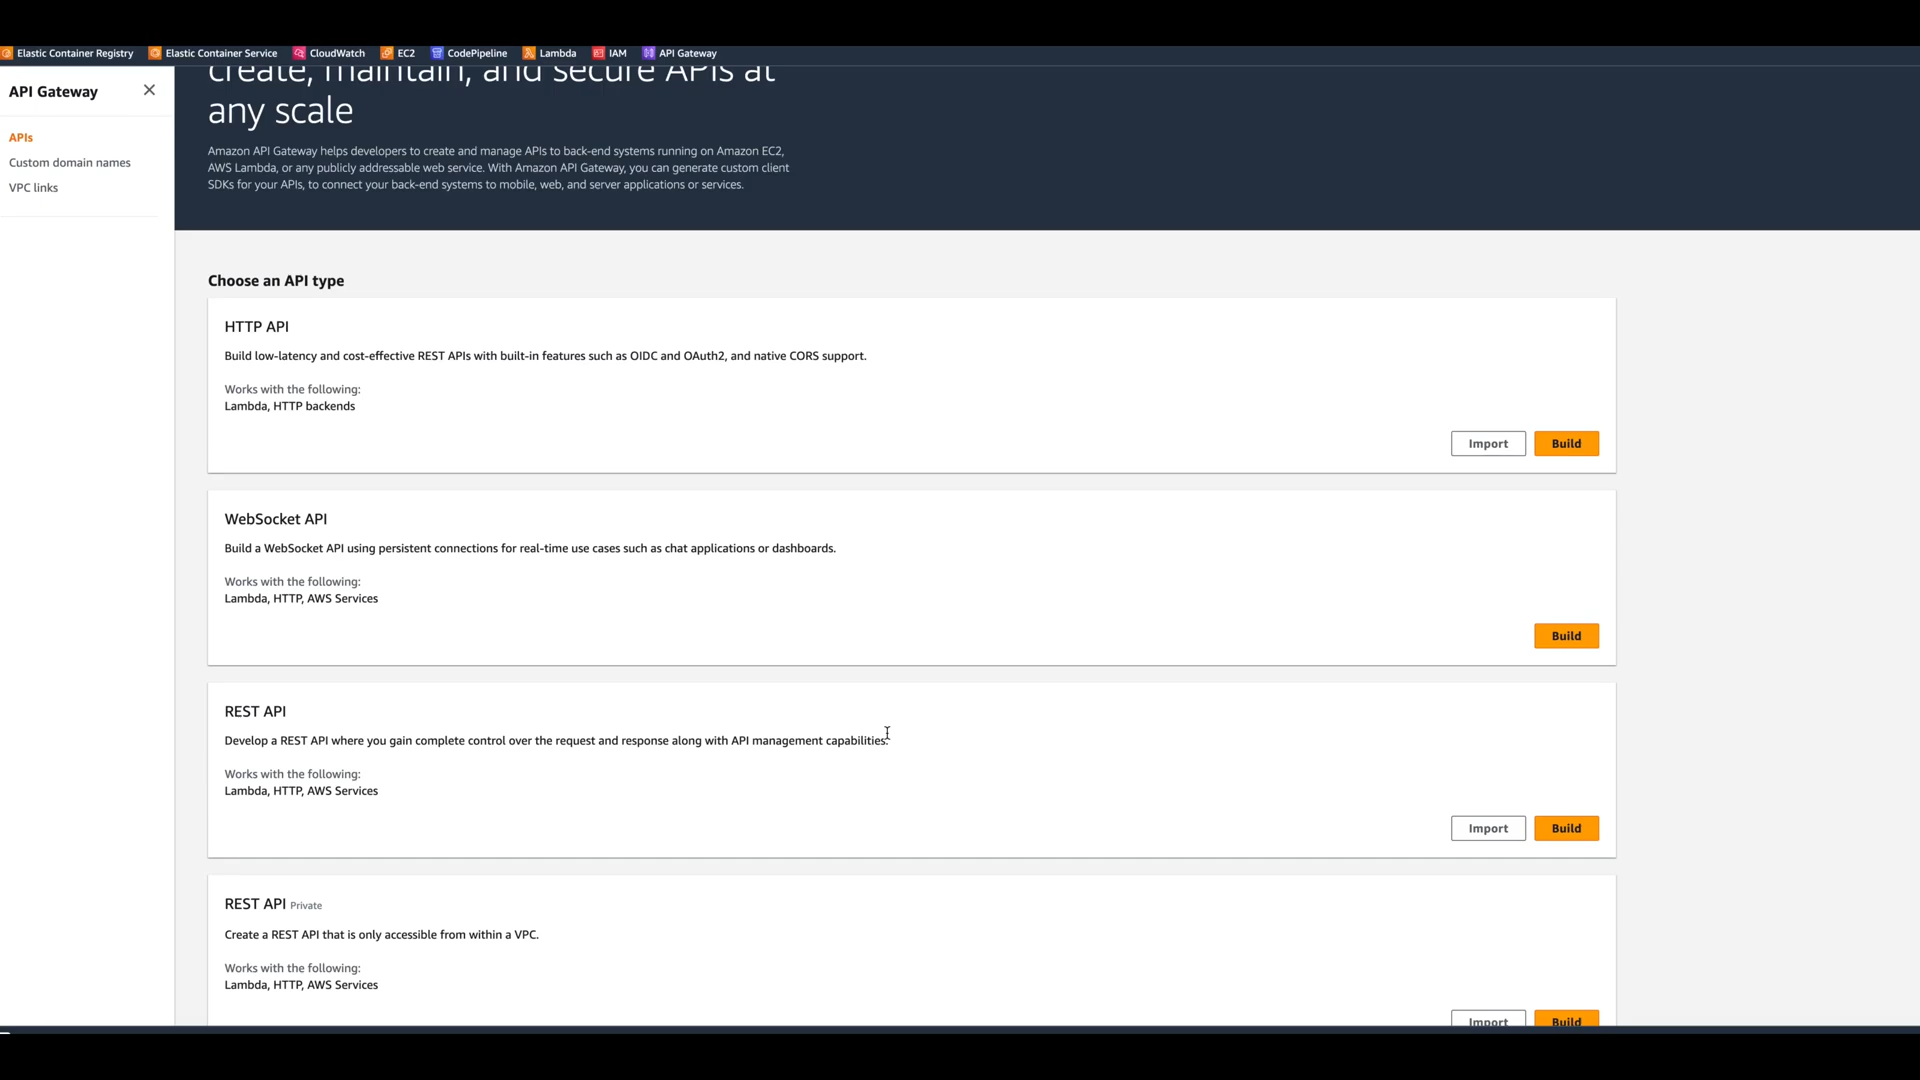 Elastic Container Registry Elastic Container Service CloudWatch EC2 CodePipeline Lambda IAM API Gateway
API Gateway
APIs
Custom domain names
VPC links
create, maintain, and secure APIs at
any scale
Amazon API Gateway helps developers to create and manage APIs to back-end systems running on Amazon EC2,
AWS Lambda, or any publicly addressable web service. With Amazon API Gateway, you can generate custom client
SDKs for your APIs, to connect your back-end systems to mobile, web, and server applications or services.
Choose an API type
HTTP API
Build low-latency and cost-effective REST APIs with built-in features such as OIDC and OAuth2, and native CORS support.
Works with the following:
Lambda, HTTP backends
Import Build
WebSocket API
Build a WebSocket API using persistent connections for real-time use cases such as chat applications or dashboards.
Works with the following:
Lambda, HTTP, AWS Services
Build
REST API
Develop a REST API where you gain complete control over the request and response along with API management capabilities.
Works with the following:
Lambda, HTTP, AWS Services
Import Build
REST API Private
Create a REST API that is only accessible from within a VPC.
Works with the following:
Lambda, HTTP, AWS Services
Import Build